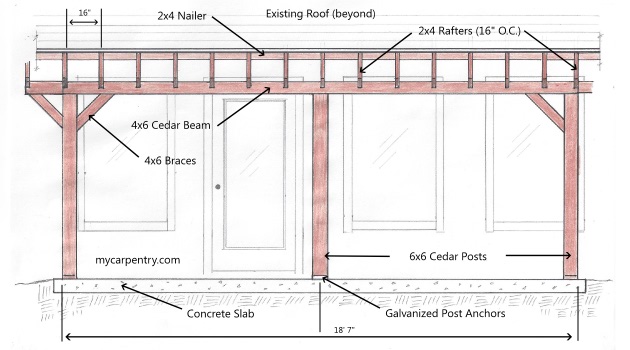 16"
2x4 Nailer
Existing Roof (beyond)
2x4 Rafters (16" O.C.)
4x6 Cedar Beam
4x6 Braces
mycarpentry.com
6x6 Cedar Posts
Concrete Slab
Galvanized Post Anchors
18' 7"